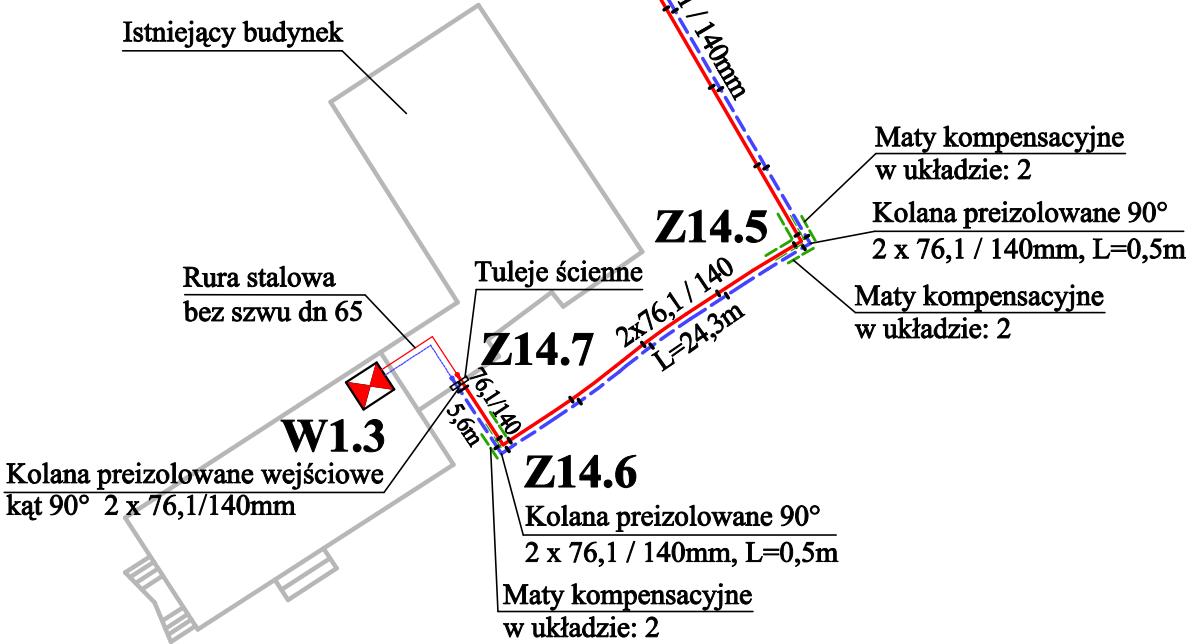 Istniejący budynek
/ 140mm
Maty kompensacyjne
w układzie: 2
Z14.5
Kolana preizolowane 90°
2 x 76,1 / 140mm, L=0,5m
Rura stalowa
bez szwu dn 65
Tuleje ścienne
2x76,1 / 140
L=24,3m
Maty kompensacyjne
w układzie: 2
Z14.7
76,1/140
5,6m
W1.3
Kolana preizolowane wejściowe
kąt 90° 2 x 76,1/140mm
Z14.6
Kolana preizolowane 90°
2 x 76,1 / 140mm, L=0,5m
Maty kompensacyjne
w układzie: 2